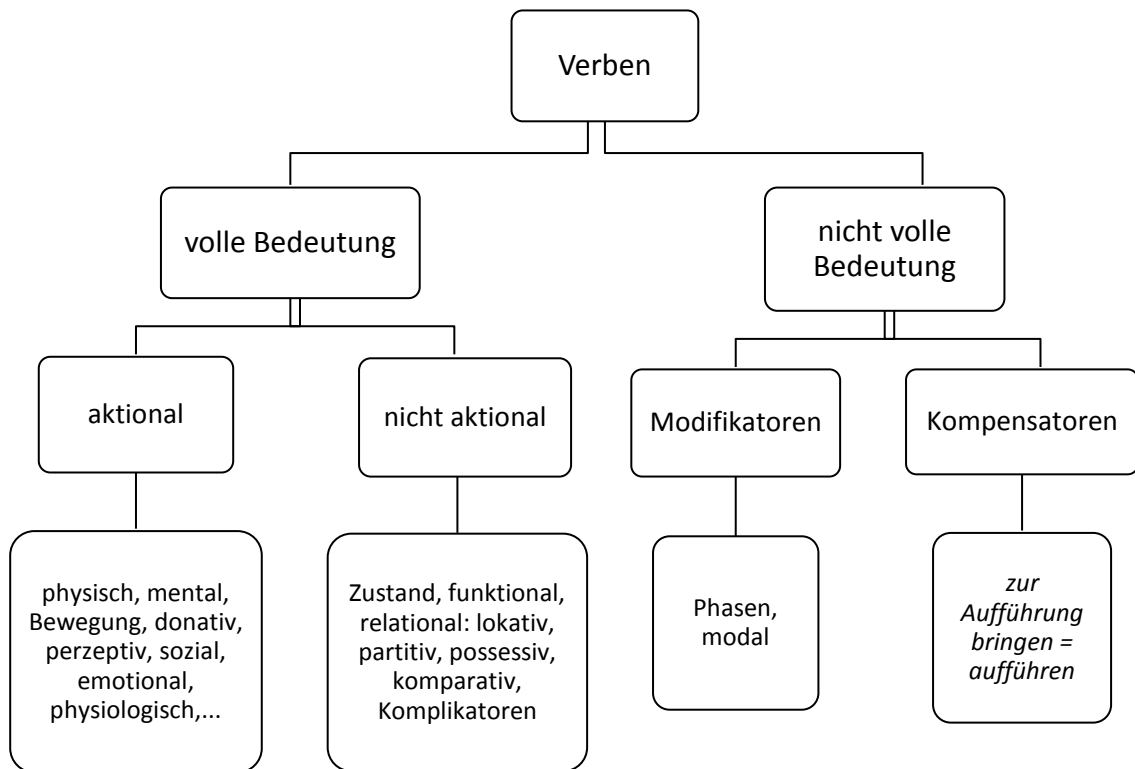 Verben
volle Bedeutung
nicht volle
Bedeutung
aktional
nicht aktional
Modifikatoren
Kompensatoren
physisch, mental,
Bewegung, donativ,
perzeptiv, sozial,
emotional,
physiologisch,...
Zustand, funktional,
relational: lokativ,
partitiv, possessiv,
komparativ,
Komplikatoren
Phasen,
modal
zur
Aufführung
bringen =
aufführen